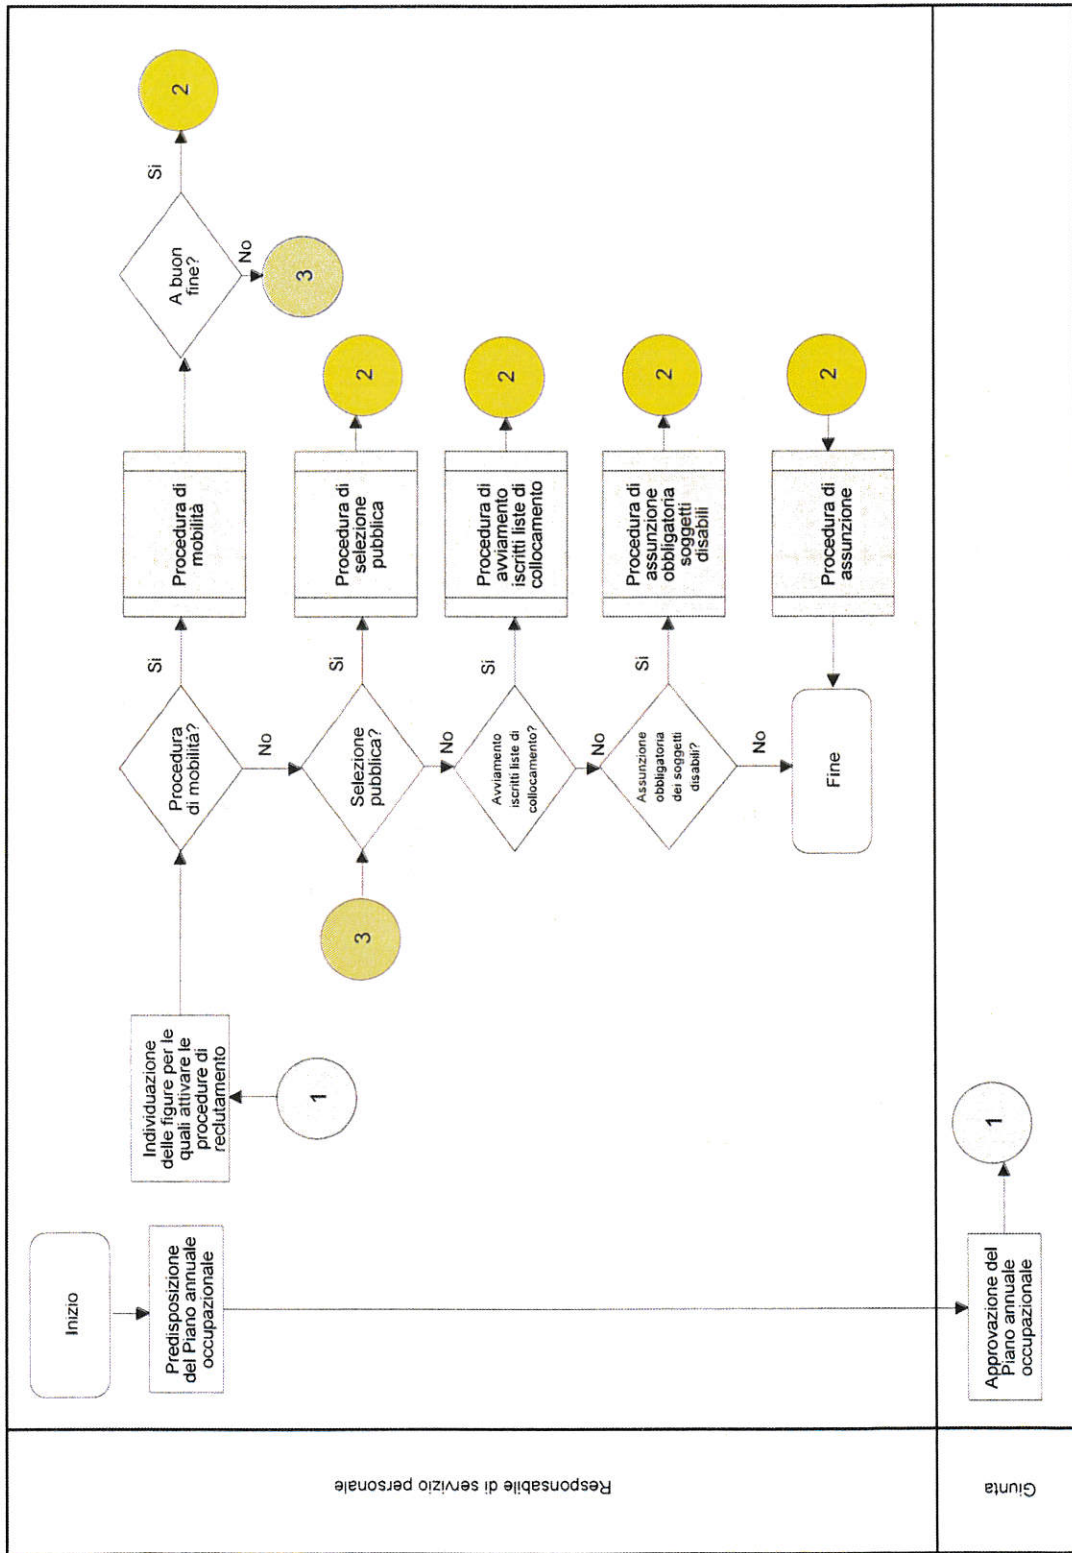 Responsabile di servizio personale
Inizio
Predisposizione
del Piano annuale
occupazionale
Individuazione
delle figure per le
quali attivare le
procedure di
reclutamento
1
Procedura
di mobilità?
Si
No
Procedura di
mobilità
A buon
fine?
Si
2
No
3
3
Selezione
pubblica?
Si
No
Procedura di
selezione
pubblica
2
Avviamento
iscritti liste di
collocamento?
Si
No
Procedura di
avviamento
iscritti liste di
collocamento
2
Assunzione
obbligatoria
dei soggetti
disabili?
Si
No
Procedura di
assunzione
obbligatoria
soggetti
disabili
2
Fine
Procedura di
assunzione
2
Giunta
Approvazione del
Piano annuale
occupazionale
1